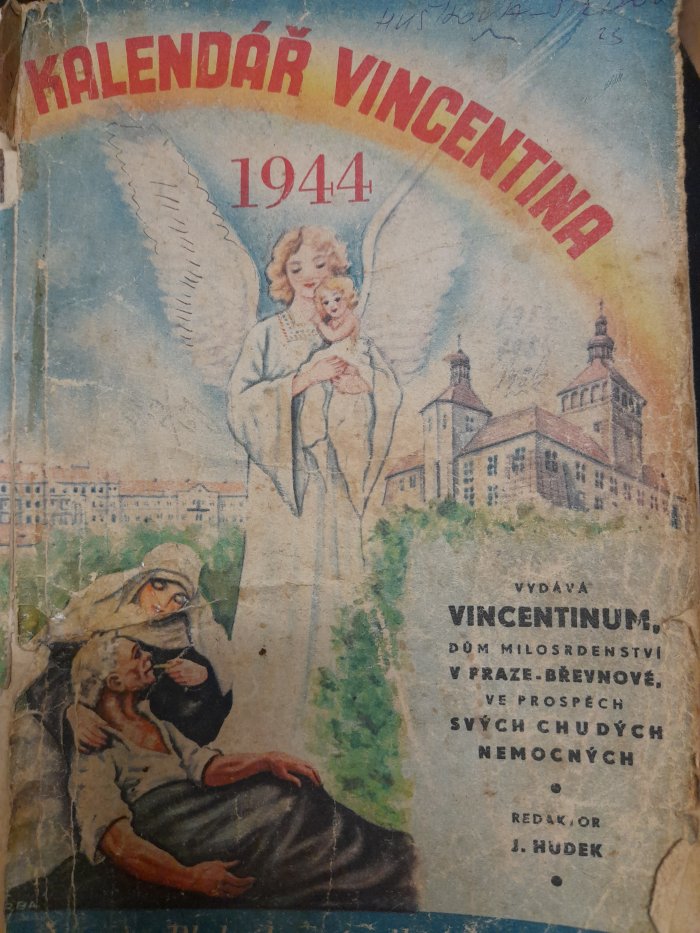 KALENDÁŘ VINCENTINA
1944
VYDÁVÁ
VINCENTINUM,
DŮM MILOSRDENSTVÍ
V PRAZE-BŘEVNOVĚ,
VE PROSPĚCH
SVÝCH CHUDÝCH
NEMOCNÝCH
REDAKTOR
J. HUDEK